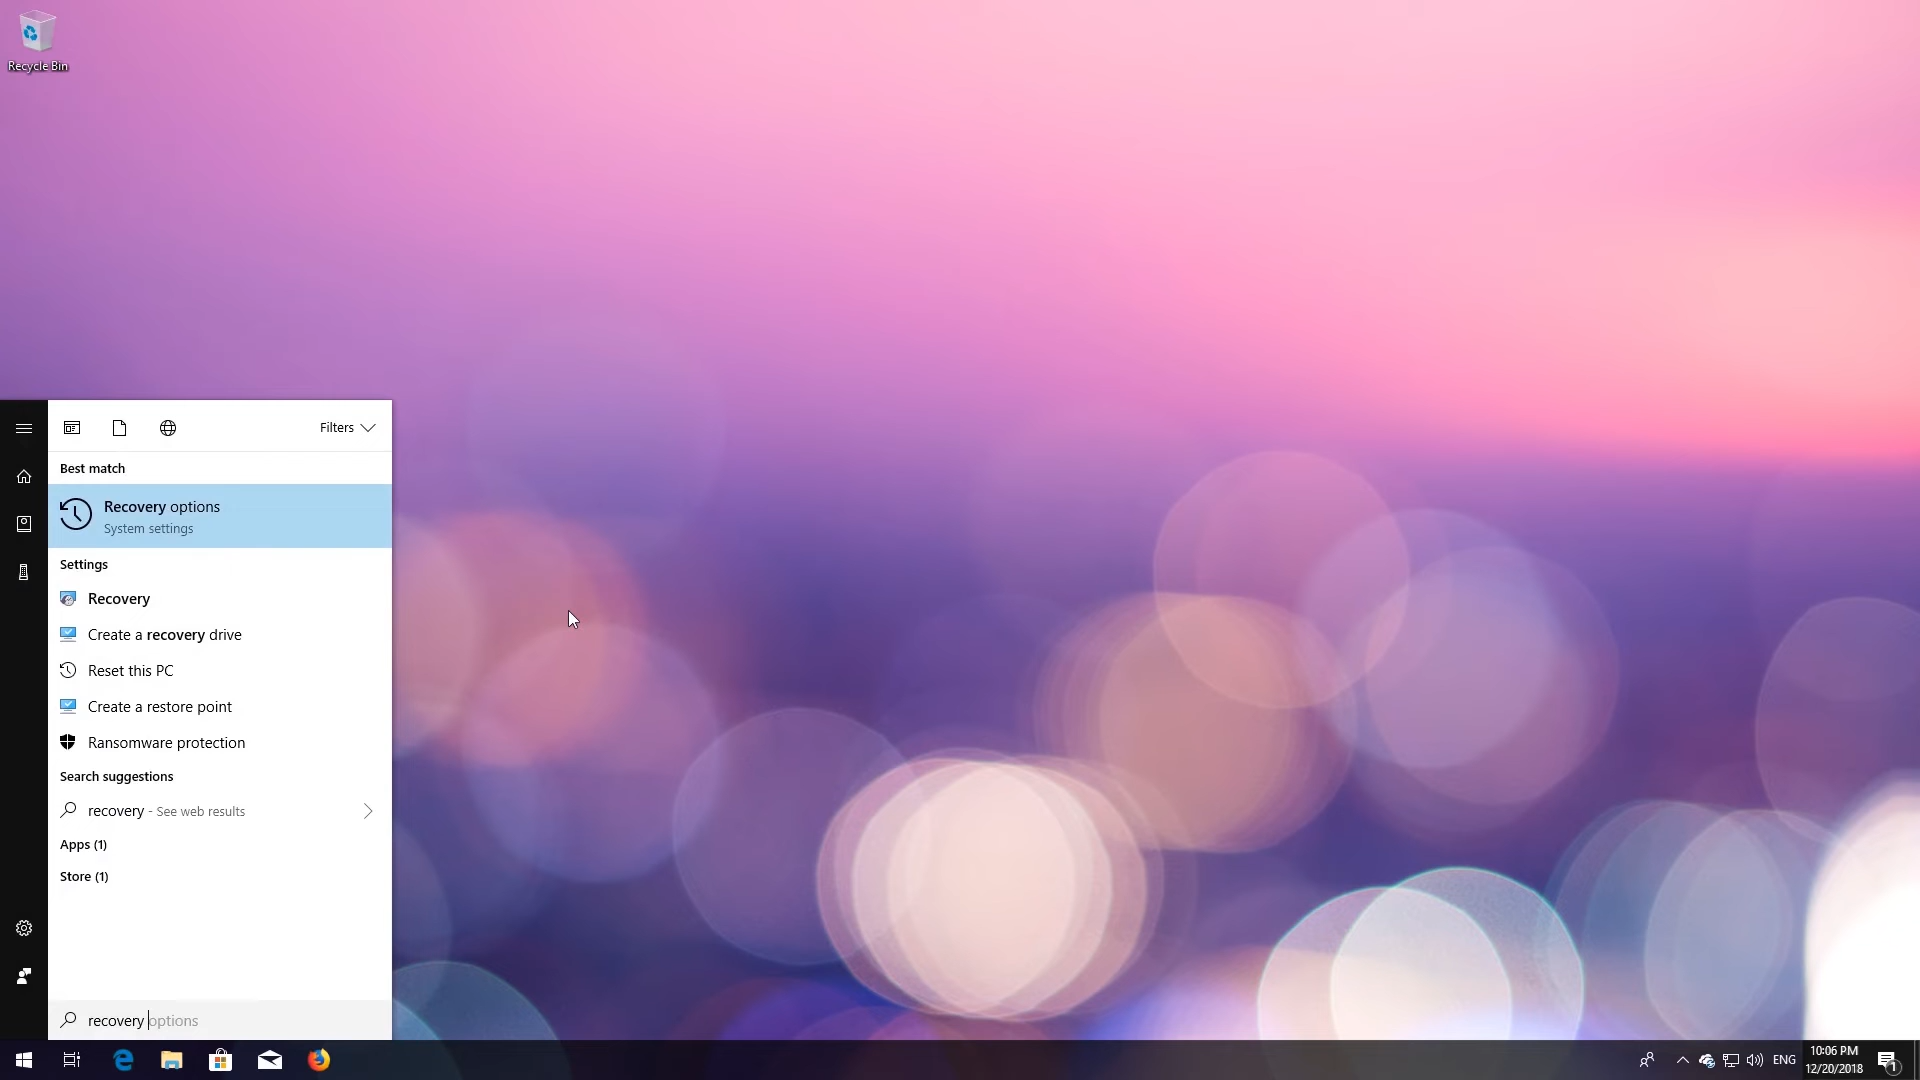 Recycle Bin
Filters
Best match
Recovery options
System settings
Settings
Recovery
Create a recovery drive
Reset this PC
Create a restore point
Ransomware protection
Search suggestions
recovery - See web results
Apps (1)
Store (1)
recovery options
ENG
10:06 PM
12/20/2018
1